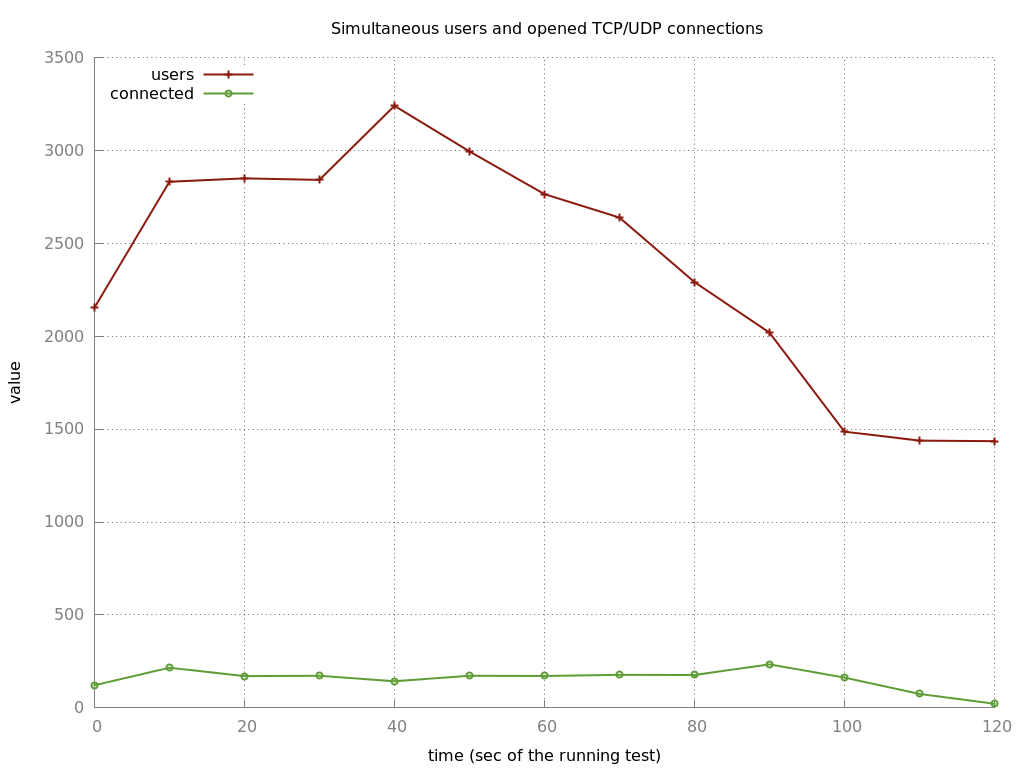 Simultaneous users and opened TCP/UDP connections
3500
users
connected
3000
2500
2000
value
1500
1000
500
0
0 20 40 60 80 100 120
time (sec of the running test)